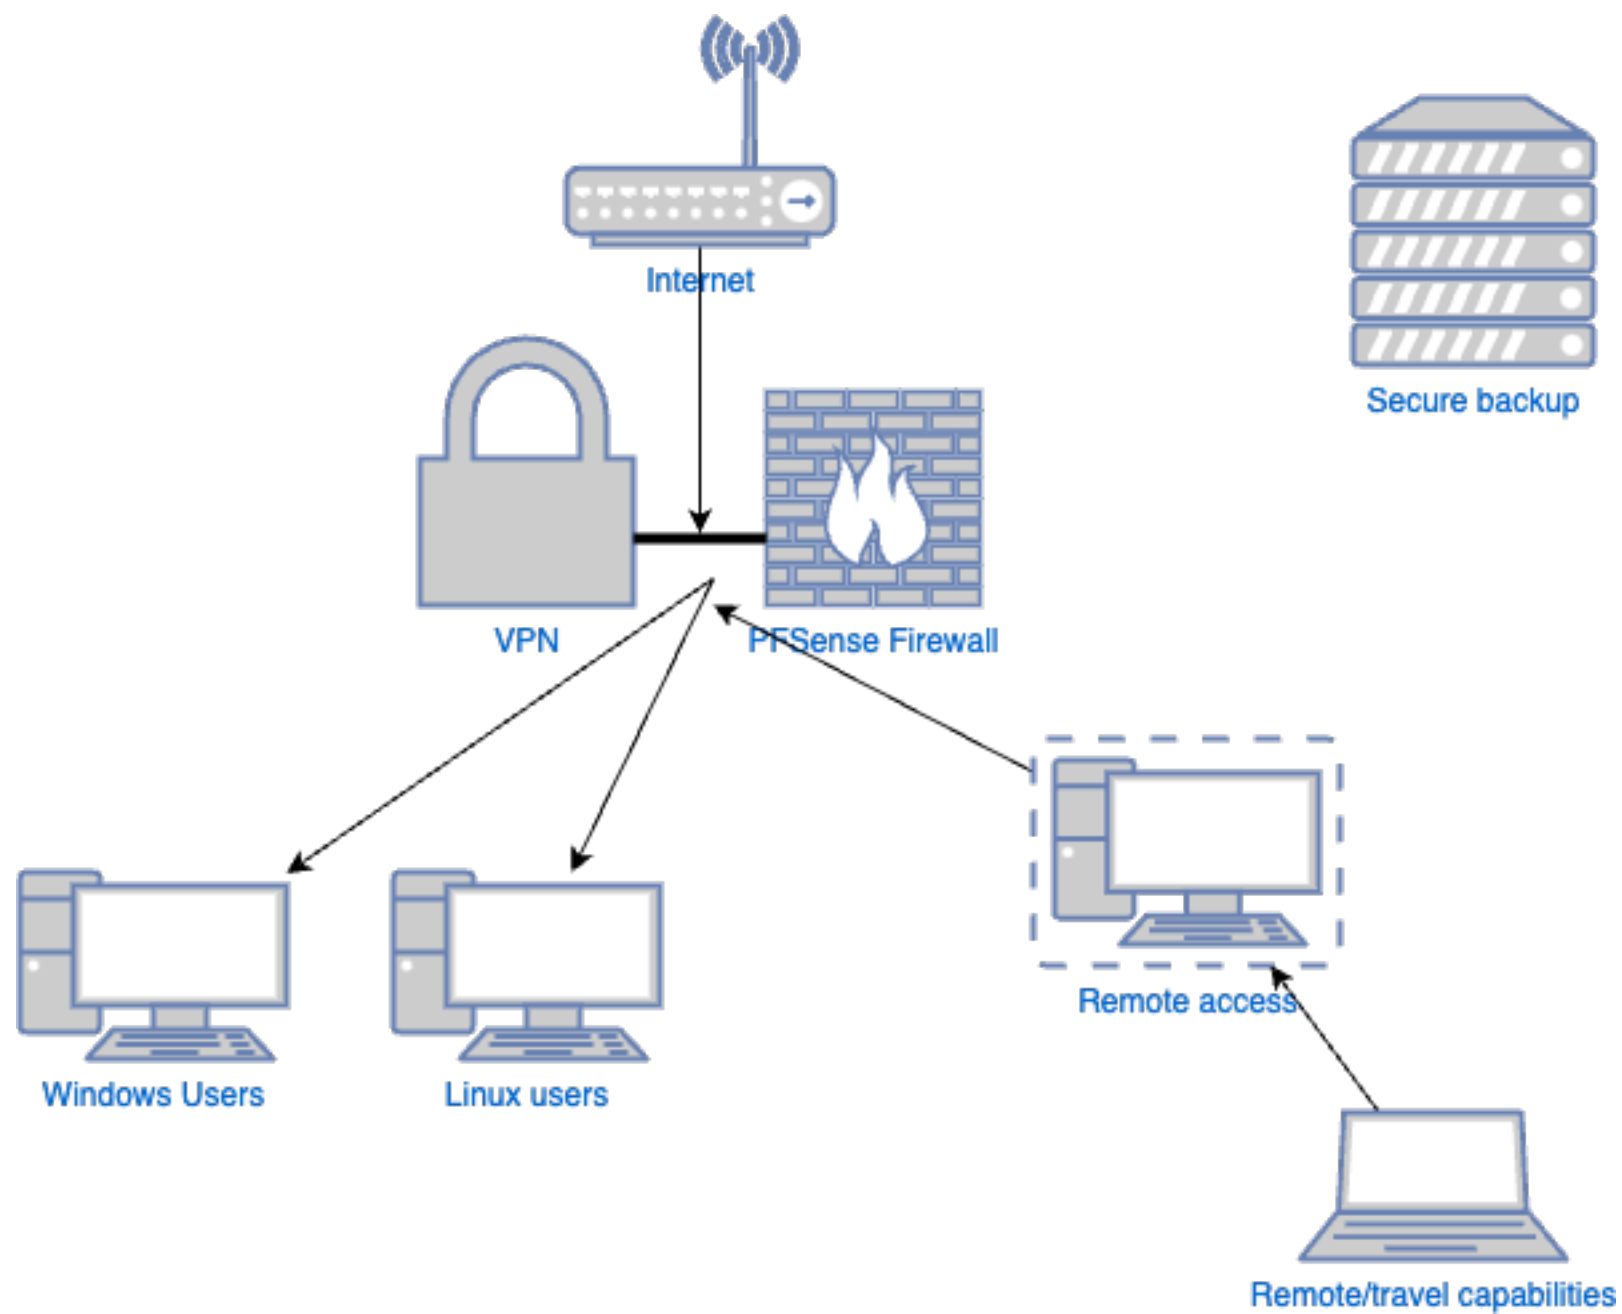 Internet
Secure backup
VPN
PFSense Firewall
Remote access
Windows Users
Linux users
Remote/travel capabilities